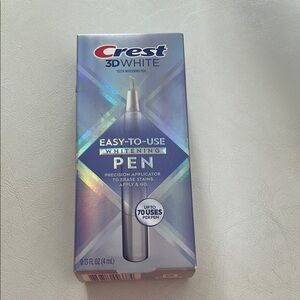 Crest
3DWHITE
TEETH WHITENING PEN
EASY-TO-USE
WHITENING
PEN
PRECISION APPLICATOR
TO ERASE STAINS.
APPLY & GO.
UP TO
70 USES
PER PEN
0.13 FL OZ (4 mL)